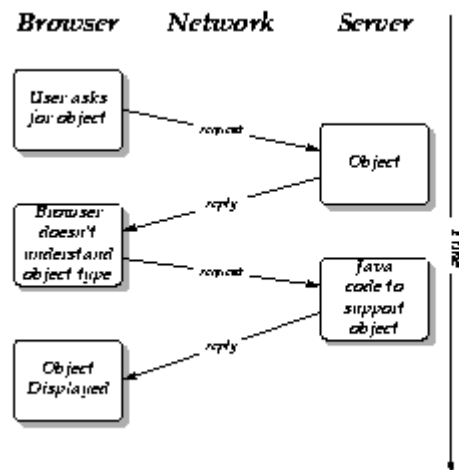 Browser Network Server
User asks
for object
request
Object
reply
Browser
doesn't
understand
object type
request
Java
code to
support
object
reply
Object
Displayed
Time